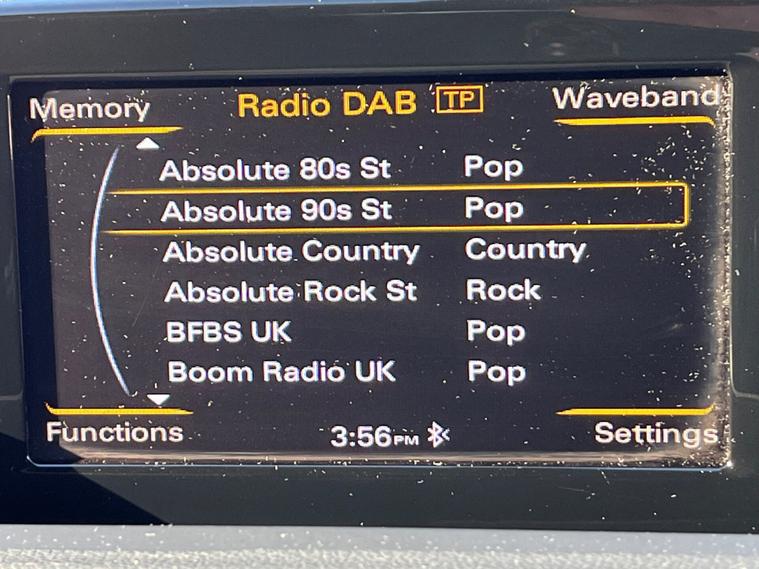 Memory Radio DAB TP Waveband
Absolute 80s St Pop
Absolute 90s St Pop
Absolute Country Country
Absolute Rock St Rock
BFBS UK Pop
Boom Radio UK Pop
Functions 3:56PM Settings